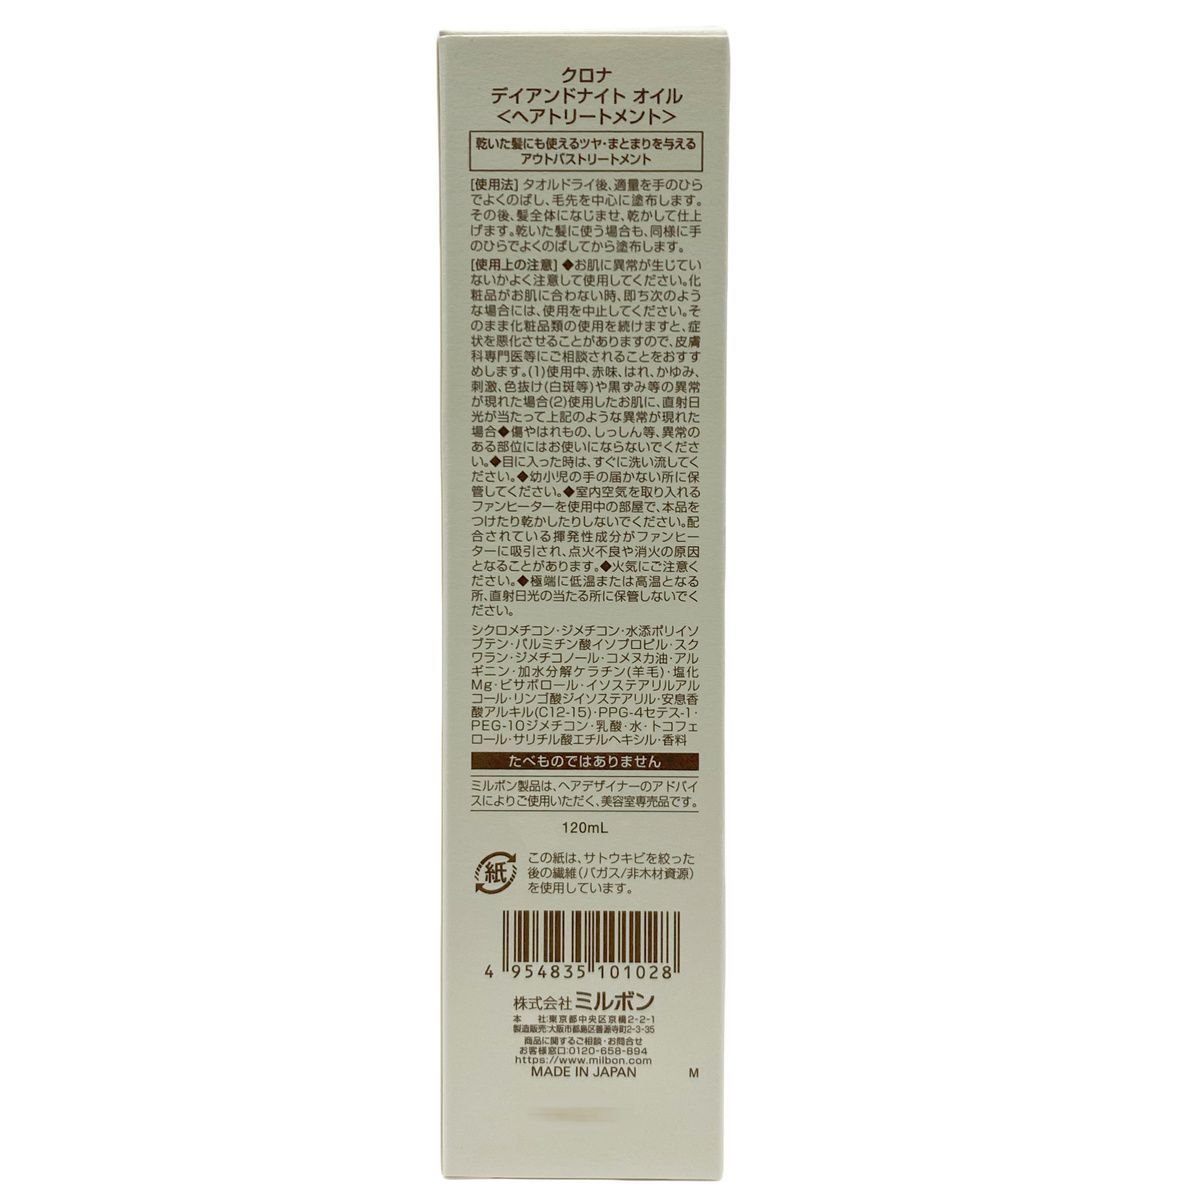 クロナ
デイアンドナイト オイル
<ヘアトリートメント>
乾いた髪にも使えるツヤ・まとまりを与える
アウトバストリートメント
[使用法] タオルドライ後、適量を手のひら
でよくのばし、毛先を中心に塗布します。
その後、髪全体になじませ、乾かして仕上
げます。乾いた髪に使う場合も、同様に手
のひらでよくのばしてから塗布します。
[使用上の注意] ◆お肌に異常が生じてい
ないかよく注意して使用してください。化
粧品がお肌に合わない時、即ち次のよう
な場合には、使用を中止してください。そ
のまま化粧品類の使用を続けますと、症
状を悪化させることがありますので、皮膚
科専門医等にご相談されることをおすす
めします。(1)使用中、赤味、はれ、かゆみ、
刺激、色抜け(白斑等)や黒ずみ等の異常
が現れた場合(2)使用したお肌に、直射日
光が当たって上記のような異常が現れた
場合◆傷やはれもの、しっしん等、異常の
ある部位にはお使いにならないでくださ
い。◆目に入った時は、すぐに洗い流してく
ださい。◆幼小児の手の届かない所に保
管してください。◆室内空気を取り入れる
ファンヒーターを使用中の部屋で、本品を
つけたり乾かしたりしないでください。配
合されている揮発性成分がファンヒー
ターに吸引され、点火不良や消火の原因
となることがあります。◆火気にご注意く
ださい。◆極端に低温または高温となる
所、直射日光の当たる所に保管しないでく
ださい。
シクロメチコン・ジメチコン・水添ポリイソ
ブテン・パルミチン酸イソプロピル・スク
ワラン・ジメチコノール・コメヌカ油・アル
ギニン・加水分解ケラチン(羊毛)・塩化
Mg・ビサボロール・イソステアリルアル
コール・リンゴ酸ジイソステアリル・安息香
酸アルキル(C12-15)・PPG-4セテス-1・
PEG-10ジメチコン・乳酸・水・トコフェ
ロール・サリチル酸エチルヘキシル・香料
たべものではありません
ミルボン製品は、ヘアデザイナーのアドバイ
スによりご使用いただく、美容室専売品です。
120mL
紙
この紙は、サトウキビを絞った
後の繊維(バガス/非木材資源)
を使用しています。
4 954835 101028
株式会社 ミルボン
本 社:東京都中央区京橋2-2-1
製造販売:大阪市都島区善源寺町2-3-35
商品に関するご相談・お問合せ
お客様窓口:0120-658-894
https://www.milbon.com
MADE IN JAPAN M